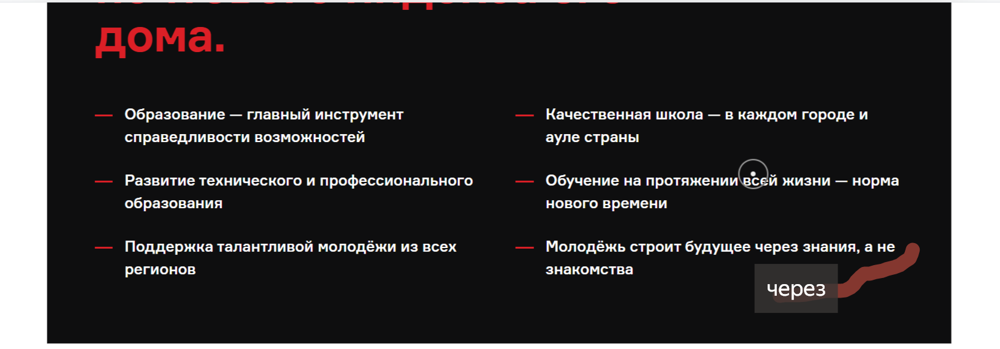 дома.
Образование — главный инструмент
справедливости возможностей
Качественная школа — в каждом городе и
ауле страны
Развитие технического и профессионального
образования
Обучение на протяжении всей жизни — норма
нового времени
Поддержка талантливой молодёжи из всех
регионов
Молодёжь строит будущее через знания, а не
знакомства
через